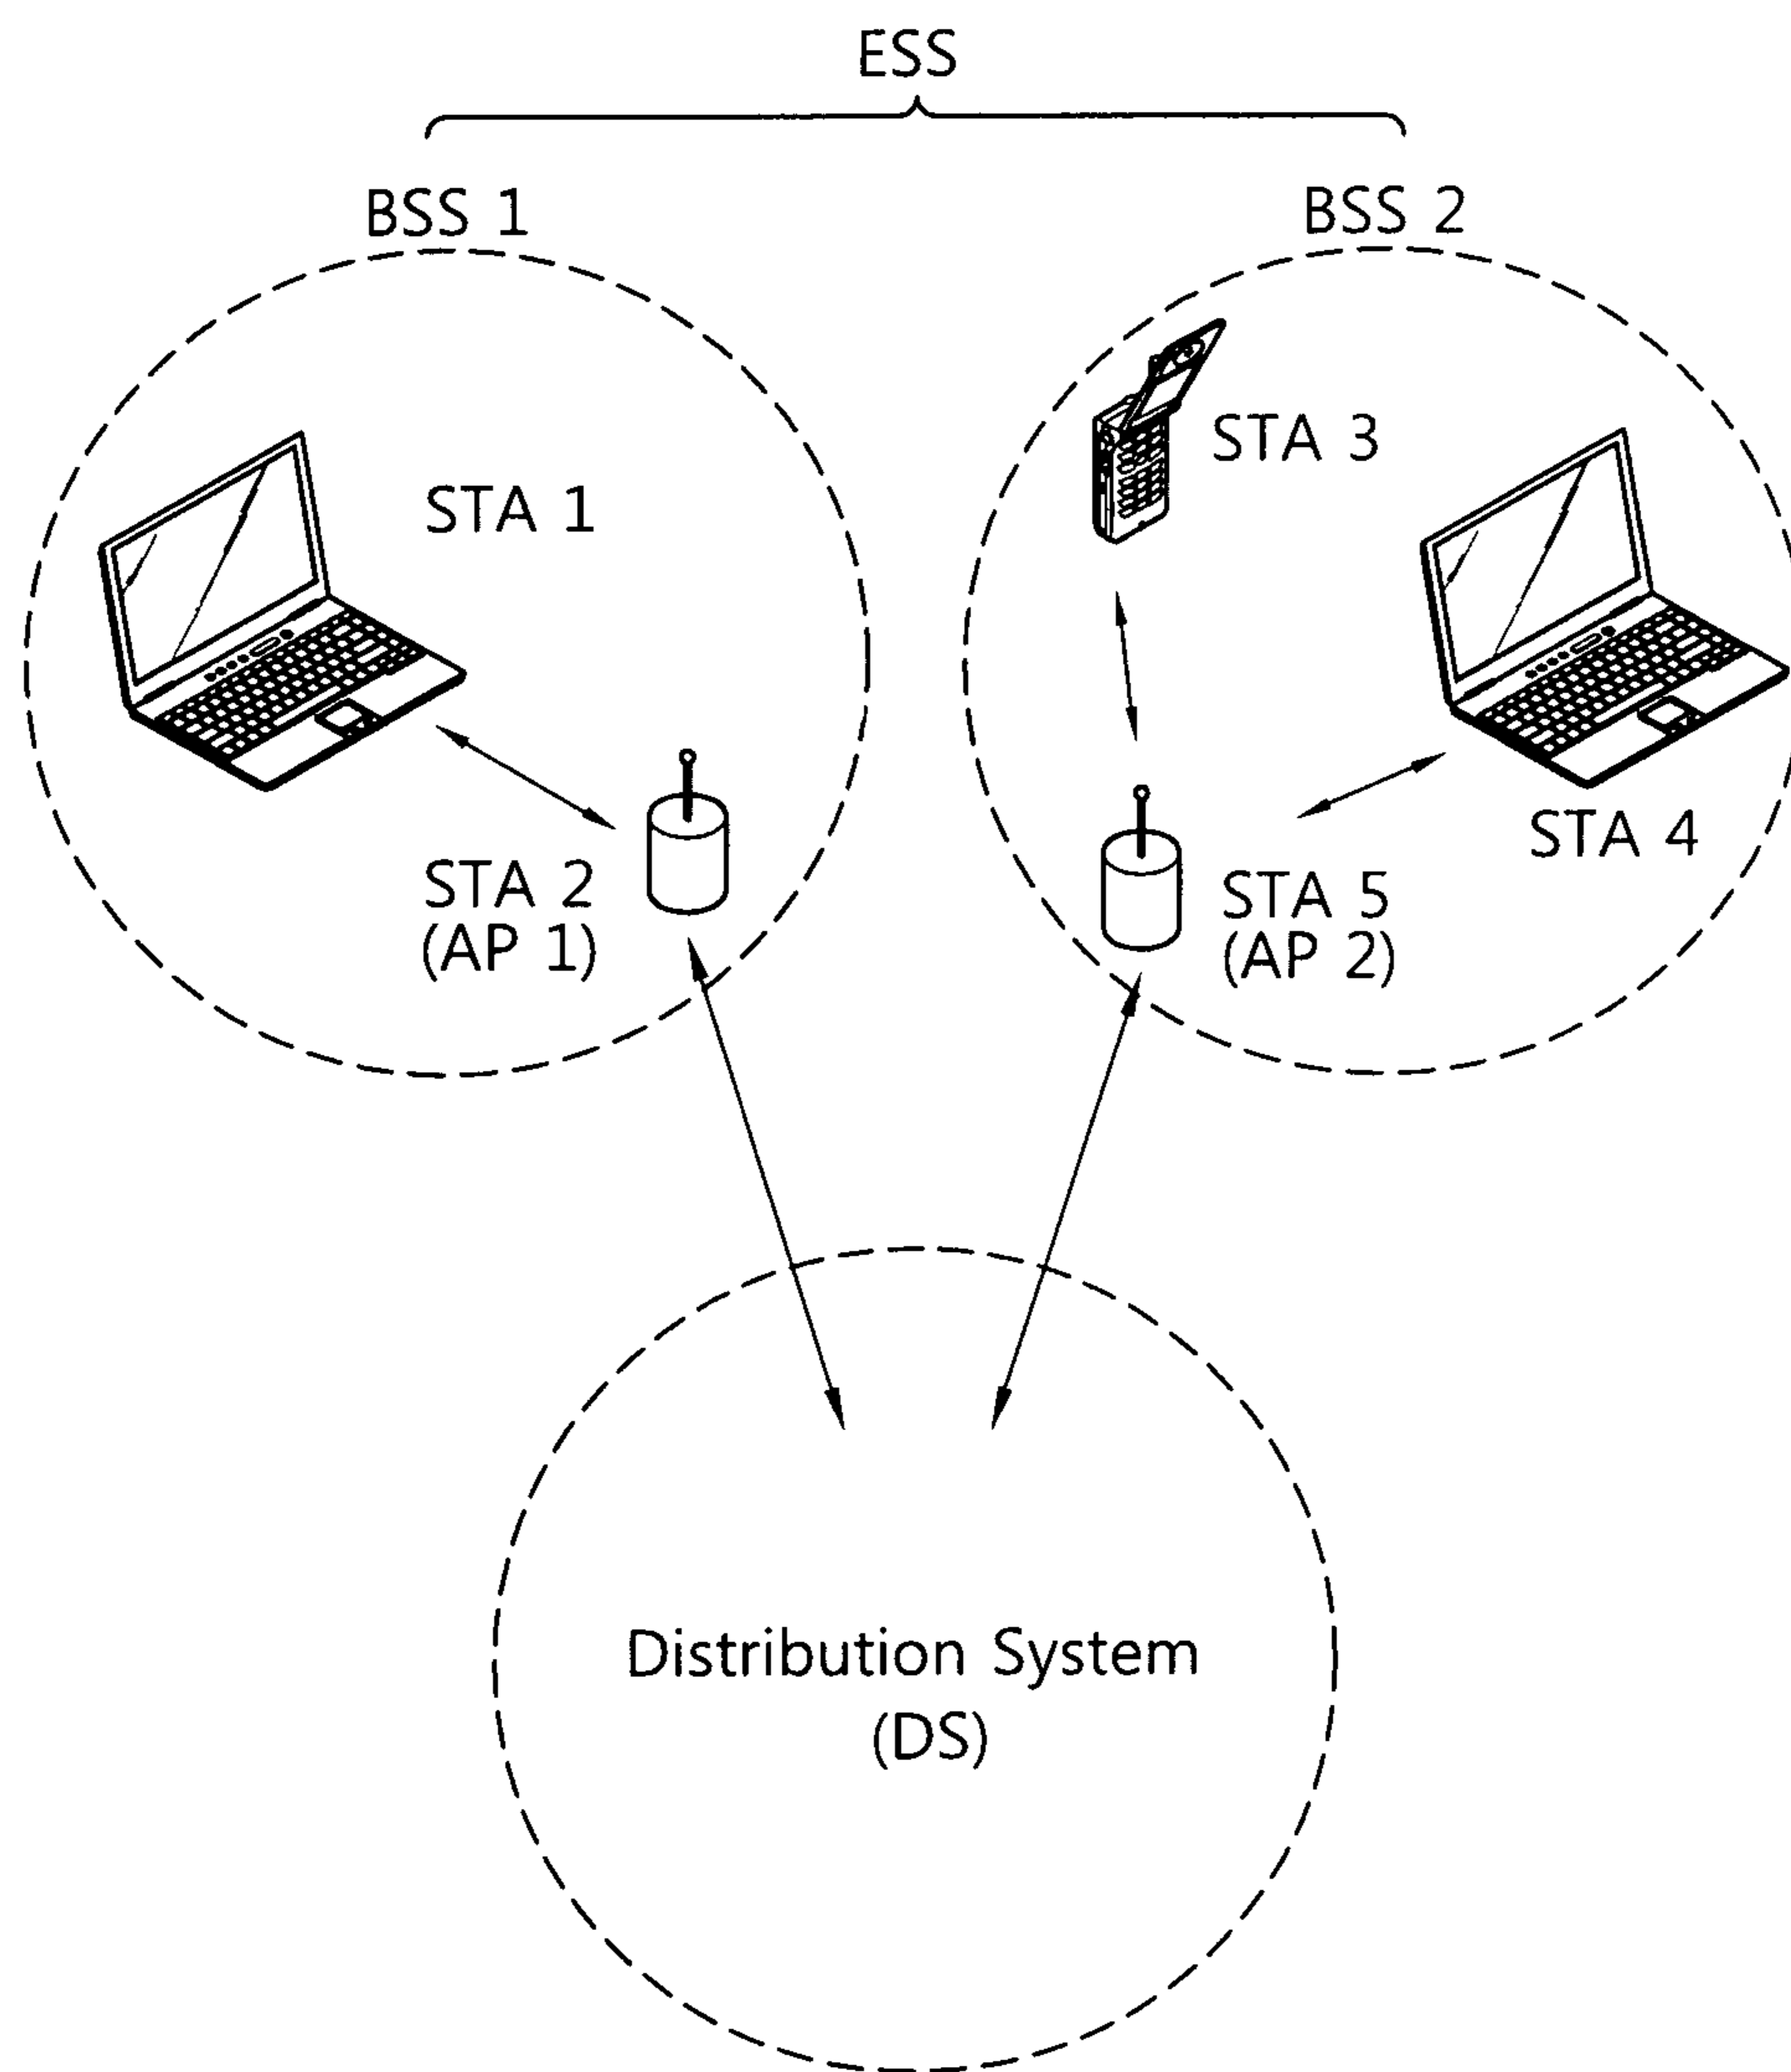 ESS
BSS 1
BSS 2
STA 1
STA 3
STA 4
STA 2
(AP 1)
STA 5
(AP 2)
Distribution System
(DS)